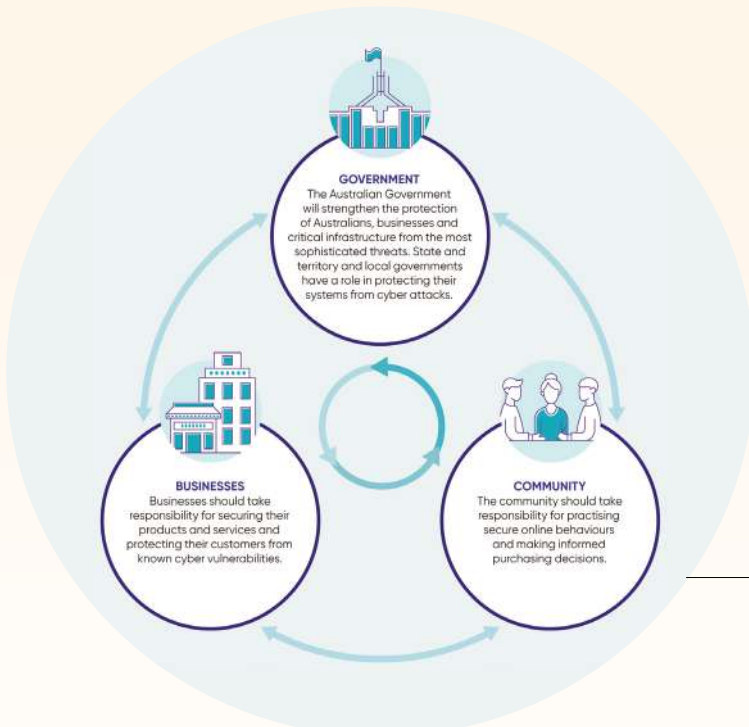 GOVERNMENT
The Australian Government
will strengthen the protection
of Australians, businesses and
critical infrastructure from the most
sophisticated threats. State and
territory and local governments
have a role in protecting their
systems from cyber attacks.
BUSINESSES
Businesses should take
responsibility for securing their
products and services and
protecting their customers from
known cyber vulnerabilities.
COMMUNITY
The community should take
responsibility for practising
secure online behaviours
and making informed
purchasing decisions.